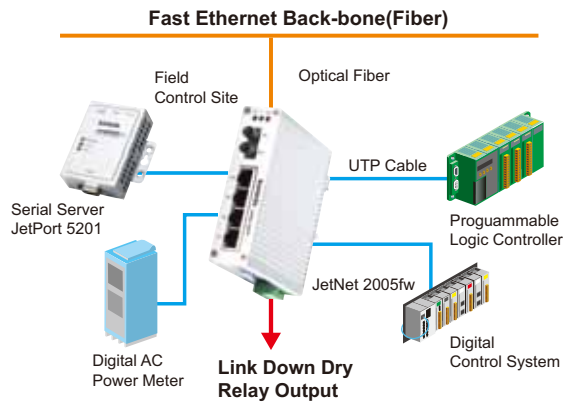 Fast Ethernet Back-bone(Fiber)
Field
Control Site
Optical Fiber
UTP Cable
Serial Server
JetPort 5201
Proguammable
Logic Controller
JetNet 2005fw
Digital AC
Power Meter
Link Down Dry
Relay Output
Digital
Control System